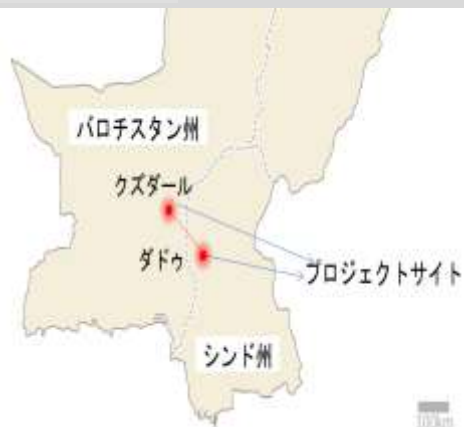 バロチスタン州
クズダール
ダドゥ
プロジェクトサイト
シンド州
100km